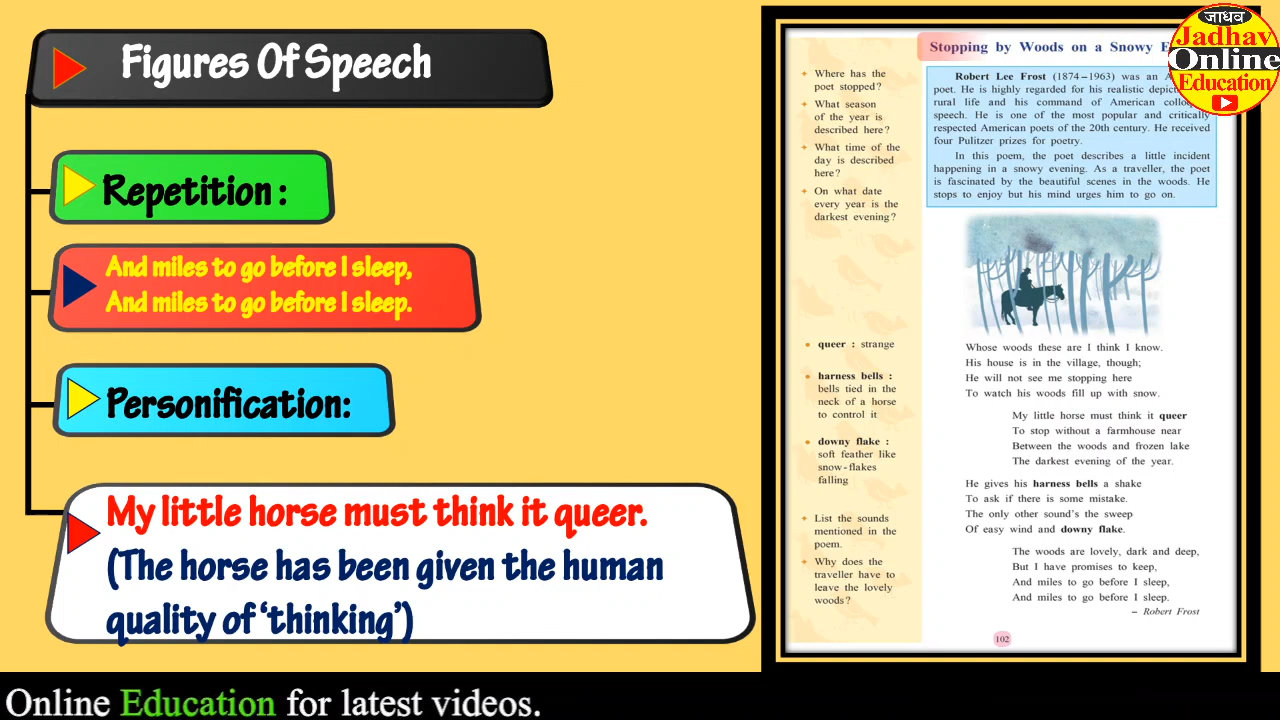 Figures Of Speech
Repetition :
And miles to go before I sleep,
And miles to go before I sleep.
Personification:
My little horse must think it queer.
(The horse has been given the human
quality of ‘thinking’)
Stopping by Woods on a Snowy
Where has the
poet stopped?
What season
of the year is
described here?
What time of the
day is described
here?
On what date
every year is the
darkest evening?
queer : strange
harness bells :
bells tied in the
neck of a horse
to control it
downy flake :
soft feather like
snow-flakes
falling
List the sounds
mentioned in the
poem.
Why does the
traveller have to
leave the lovely
woods?
Robert Lee Frost (1874–1963) was an
poet. He is highly regarded for his realistic
rural life and his command of American
speech. He is one of the most popular and critically
respected American poets of the 20th century. He received
four Pulitzer prizes for poetry.
In this poem, the poet describes a little incident
happening in a snowy evening. As a traveller, the poet
is fascinated by the beautiful scenes in the woods. He
stops to enjoy but his mind urges him to go on.
Whose woods these are I think I know.
His house is in the village, though;
He will not see me stopping here
To watch his woods fill up with snow.
My little horse must think it queer
To stop without a farmhouse near
Between the woods and frozen lake
The darkest evening of the year.
He gives his harness bells a shake
To ask if there is some mistake.
The only other sound's the sweep
Of easy wind and downy flake.
The woods are lovely, dark and deep,
But I have promises to keep,
And miles to go before I sleep,
And miles to go before I sleep.
– Robert Frost
102
जाधव
Jadhav
Online
Education
Online Education for latest videos.